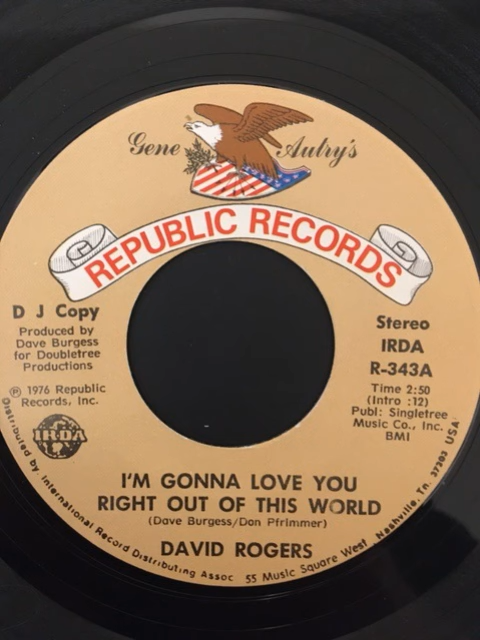 Gene Autry's
REPUBLIC RECORDS
D J Copy
Produced by
Dave Burgess
for Doubletree
Productions
℗ 1976 Republic
Records, Inc.
IRDA
Stereo
IRDA
R-343A
Time 2:50
(Intro :12)
Publ: Singletree
Music Co., Inc.
BMI
I'M GONNA LOVE YOU
RIGHT OUT OF THIS WORLD
(Dave Burgess/Don Pfrimmer)
DAVID ROGERS
Distributed by International Record Distributing Assoc 55 Music Square West, Nashville, Tn. 37203 USA